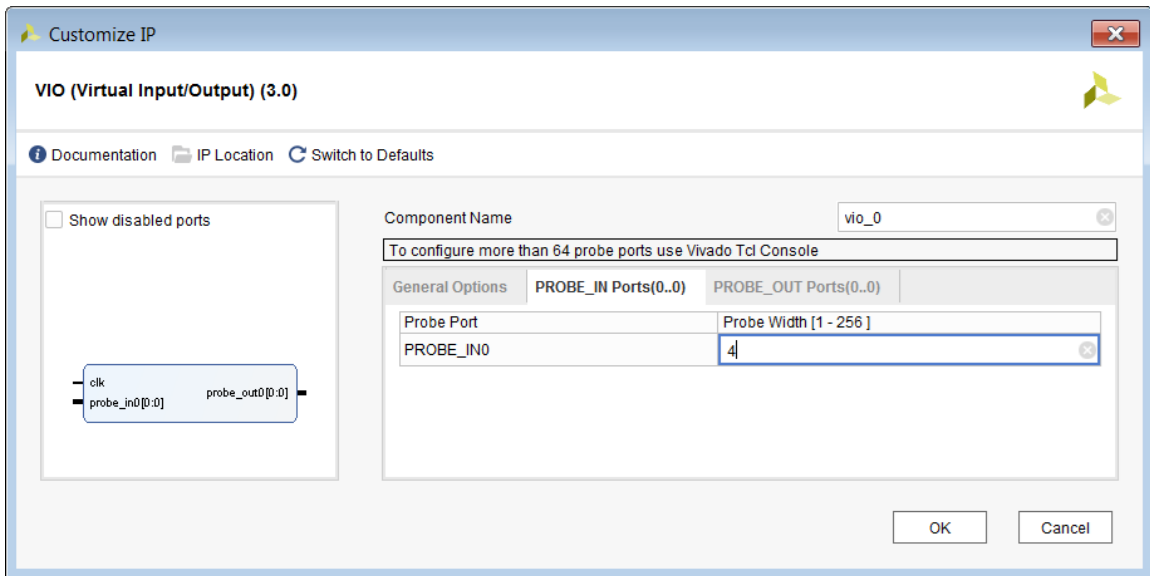 Customize IP
VIO (Virtual Input/Output) (3.0)
Documentation IP Location Switch to Defaults
Show disabled ports
clk
probe_in0[0:0]
probe_out0[0:0]
Component Name vio_0
To configure more than 64 probe ports use Vivado Tcl Console
General Options PROBE_IN Ports(0..0) PROBE_OUT Ports(0..0)
Probe Port Probe Width [1 - 256 ]
PROBE_IN0 4
OK Cancel